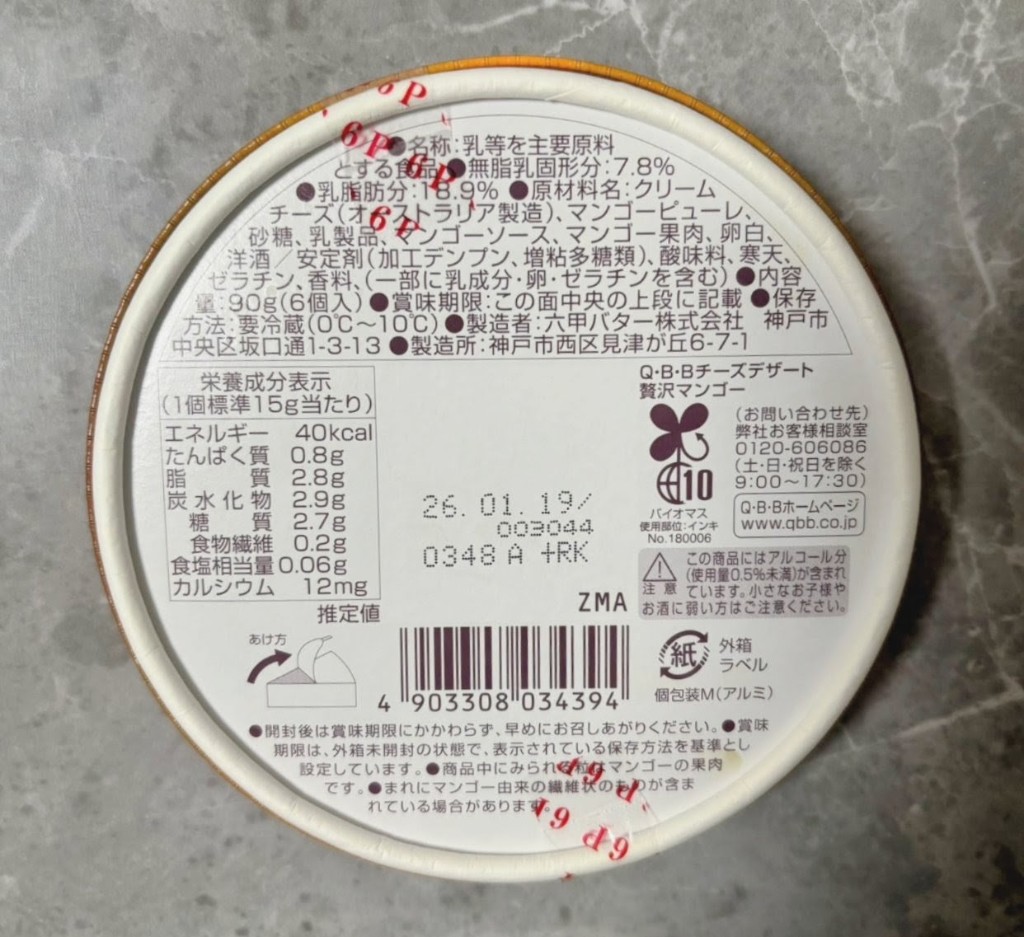 6P
6P
6P
6P
●名称:乳等を主要原料
とする食品 ●無脂乳固形分:7.8%
●乳脂肪分:18.9% ●原材料名:クリーム
チーズ(オーストラリア製造)、マンゴーピューレ、
砂糖、乳製品、マンゴーソース、マンゴー果肉、卵白、
洋酒／安定剤(加工デンプン、増粘多糖類)、酸味料、寒天、
ゼラチン、香料、(一部に乳成分・卵・ゼラチンを含む) ●内容
量:90g(6個入) ●賞味期限:この面中央の上段に記載 ●保存
方法:要冷蔵(0℃〜10℃) ●製造者:六甲バター株式会社 神戸市
中央区坂口通1-3-13 ●製造所:神戸市西区見津が丘6-7-1
栄養成分表示
(1個標準15g当たり)
エネルギー 40kcal
たんぱく質 0.8g
脂質 2.8g
炭水化物 2.9g
糖質 2.7g
食物繊維 0.2g
食塩相当量 0.06g
カルシウム 12mg
推定値
26.01.19/
003044
0348 A +RK
ZMA
Q・B・Bチーズデザート
贅沢マンゴー
10
バイオマス
使用部位:インキ
No.180006
(お問い合わせ先)
弊社お客様相談室
0120-606086
(土・日・祝日を除く
9:00〜17:30)
Q・B・Bホームページ
www.qbb.co.jp
注意
この商品にはアルコール分
(使用量0.5%未満)が含まれ
ています。小さなお子様や
お酒に弱い方はご注意ください。
あけ方
4 903308 034394
紙
外箱
ラベル
個包装M(アルミ)
●開封後は賞味期限にかかわらず、早めにお召しあがりください。●賞味
期限は、外箱未開封の状態で、表示されている保存方法を基準とし
設定しています。●商品中にみられる粒はマンゴーの果肉
です。●まれにマンゴー由来の繊維状のものが含ま
れている場合があります。
6P
6P
6P
6P